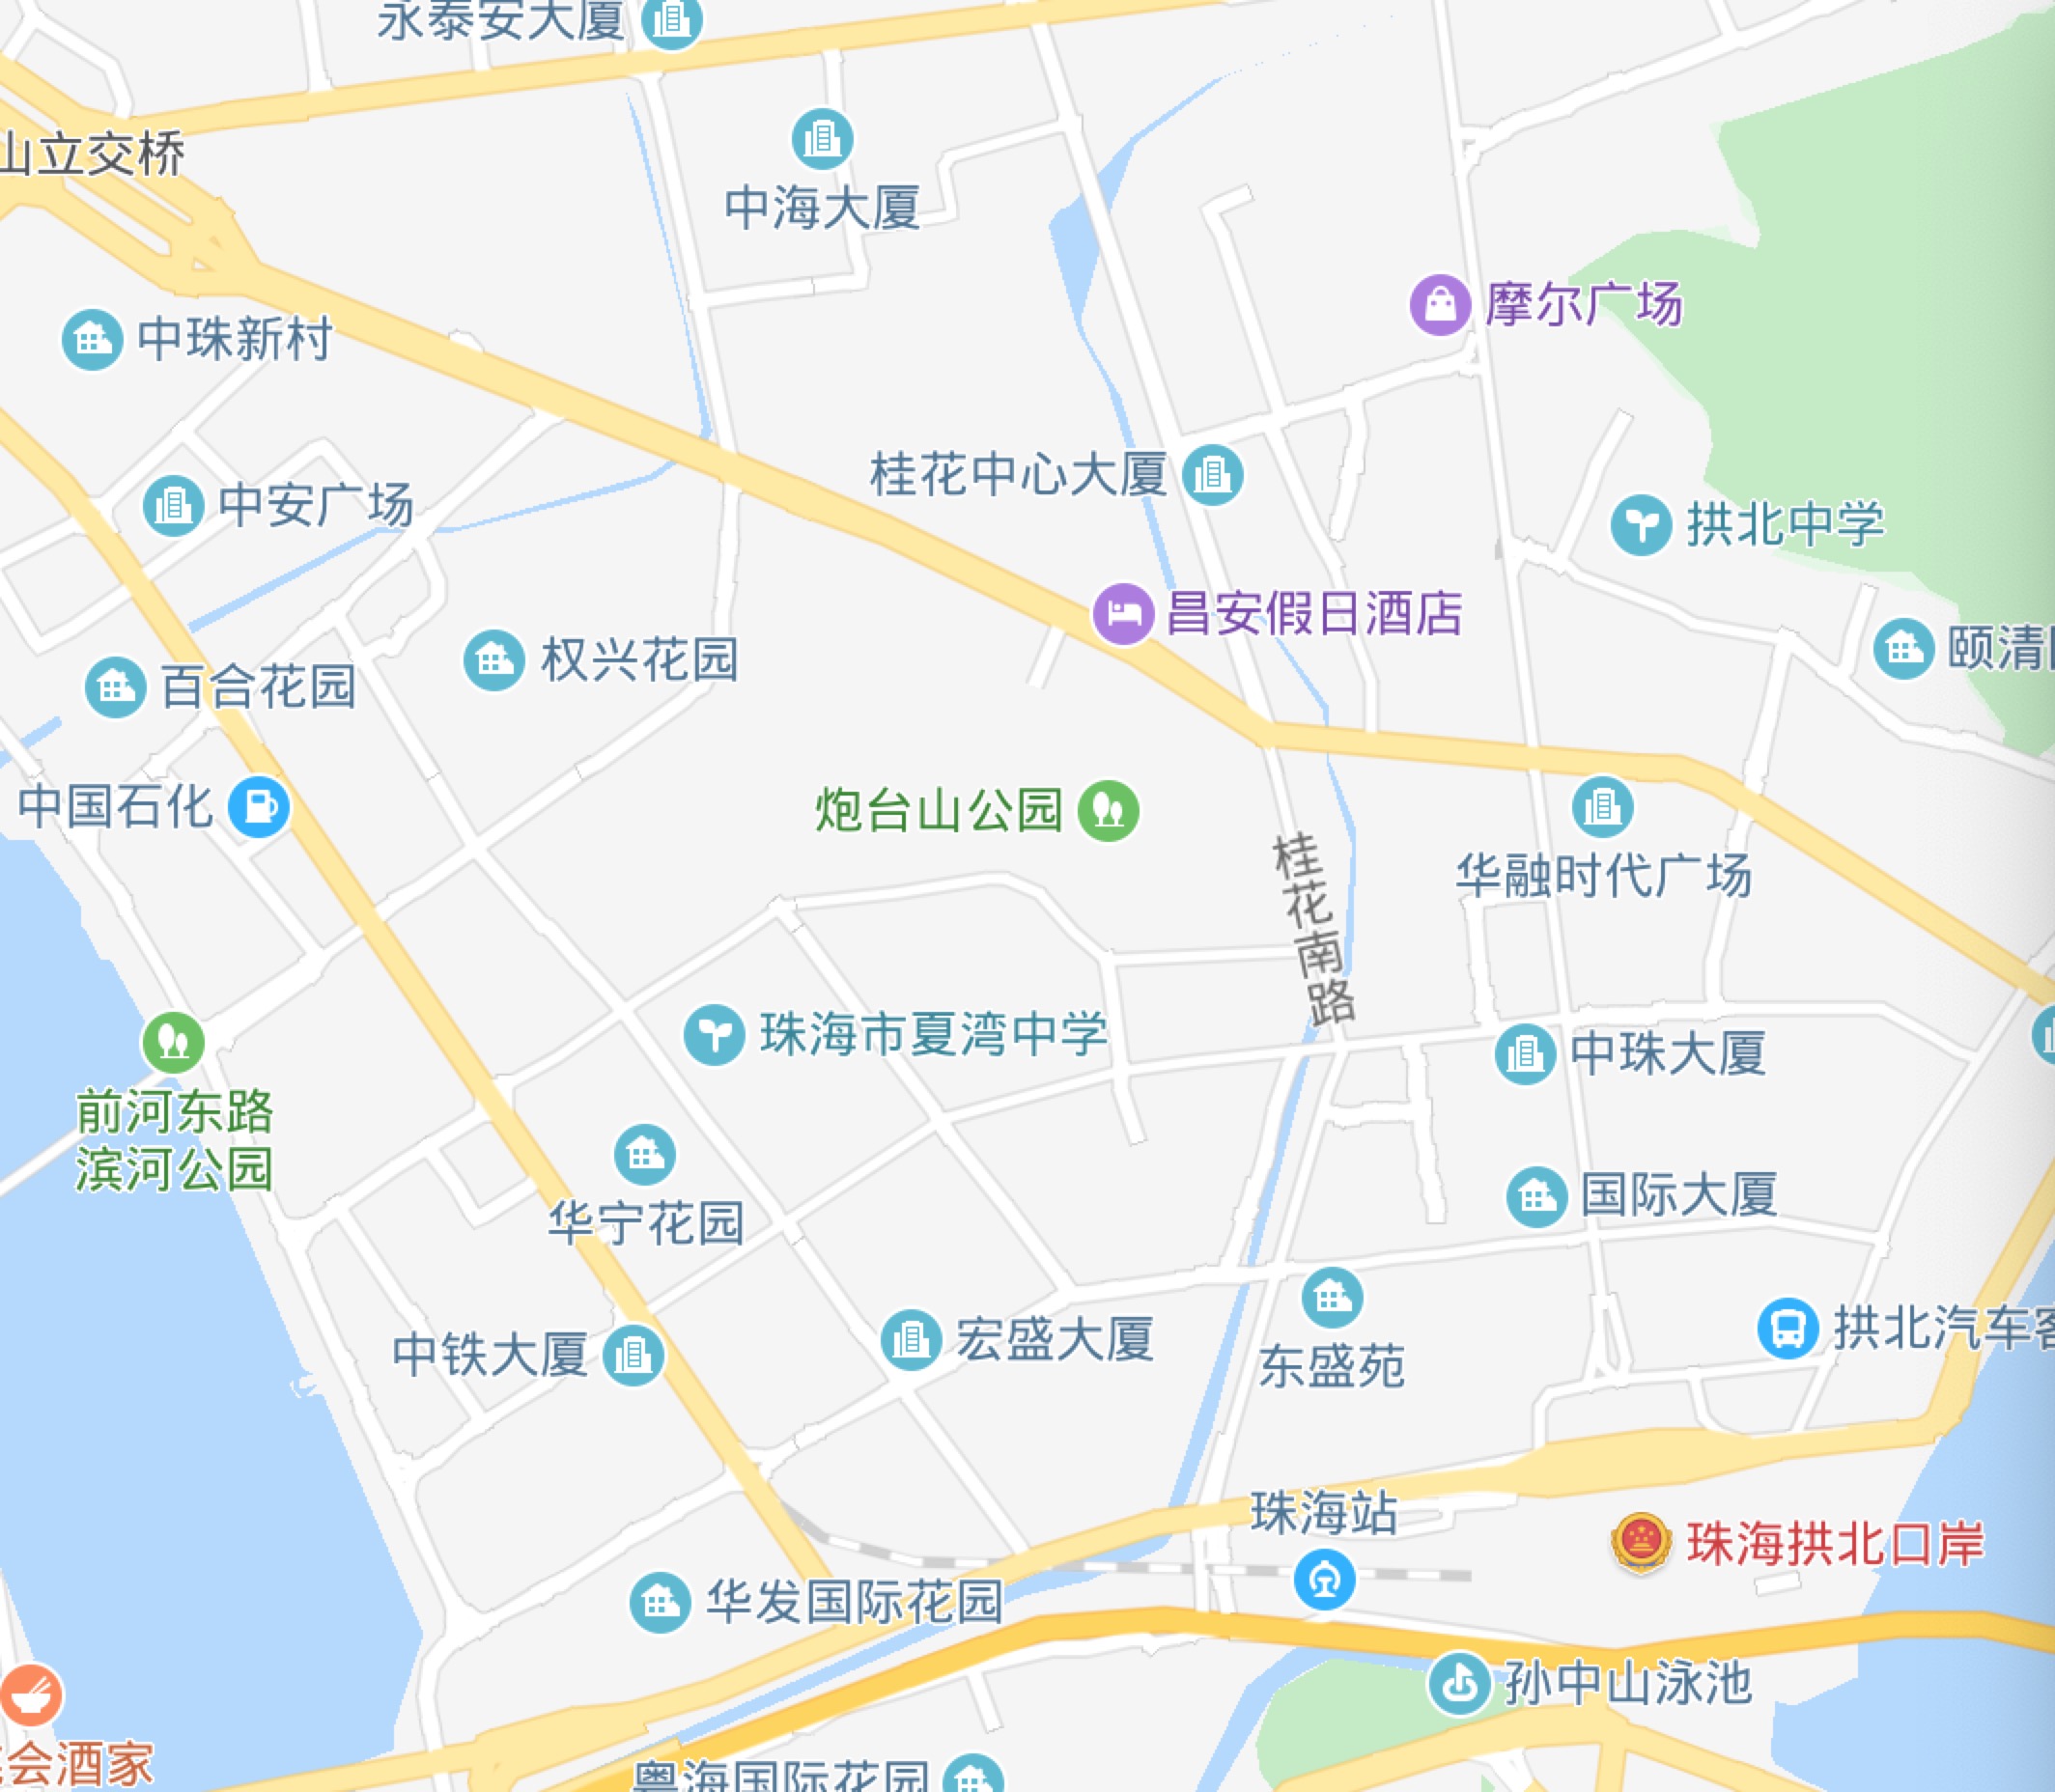 永泰安大厦
山立交桥
中海大厦
摩尔广场
中珠新村
桂花中心大厦
中安广场
拱北中学
昌安假日酒店
权兴花园
颐清
百合花园
中国石化
炮台山公园
桂花南路
华融时代广场
珠海市夏湾中学
中珠大厦
前河东路
滨河公园
国际大厦
华宁花园
中铁大厦
宏盛大厦
东盛苑
拱北汽车客
珠海站
珠海拱北口岸
华发国际花园
孙中山泳池
会酒家
粤海国际花园